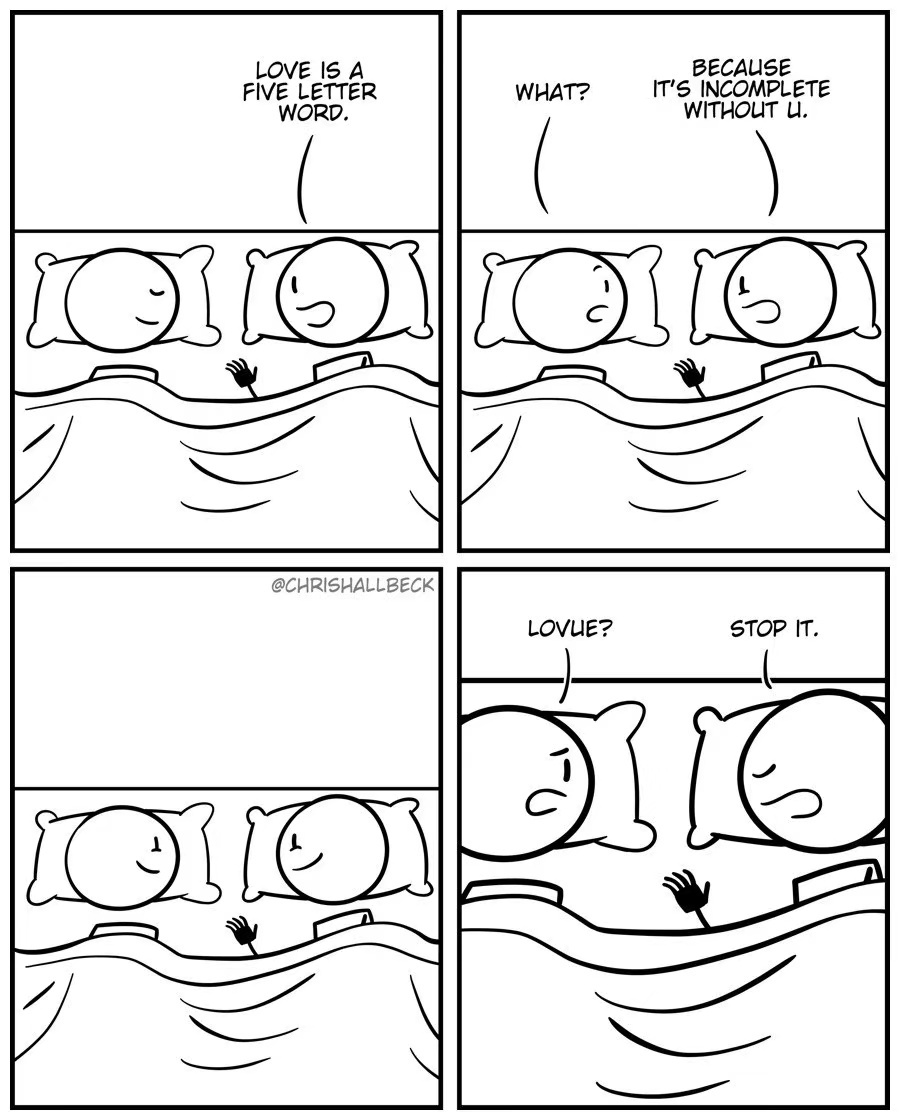 LOVE IS A
FIVE LETTER
WORD.
WHAT?
BECAUSE
IT'S INCOMPLETE
WITHOUT U.
@CHRISHALLBECK
LOVUE?
STOP IT.